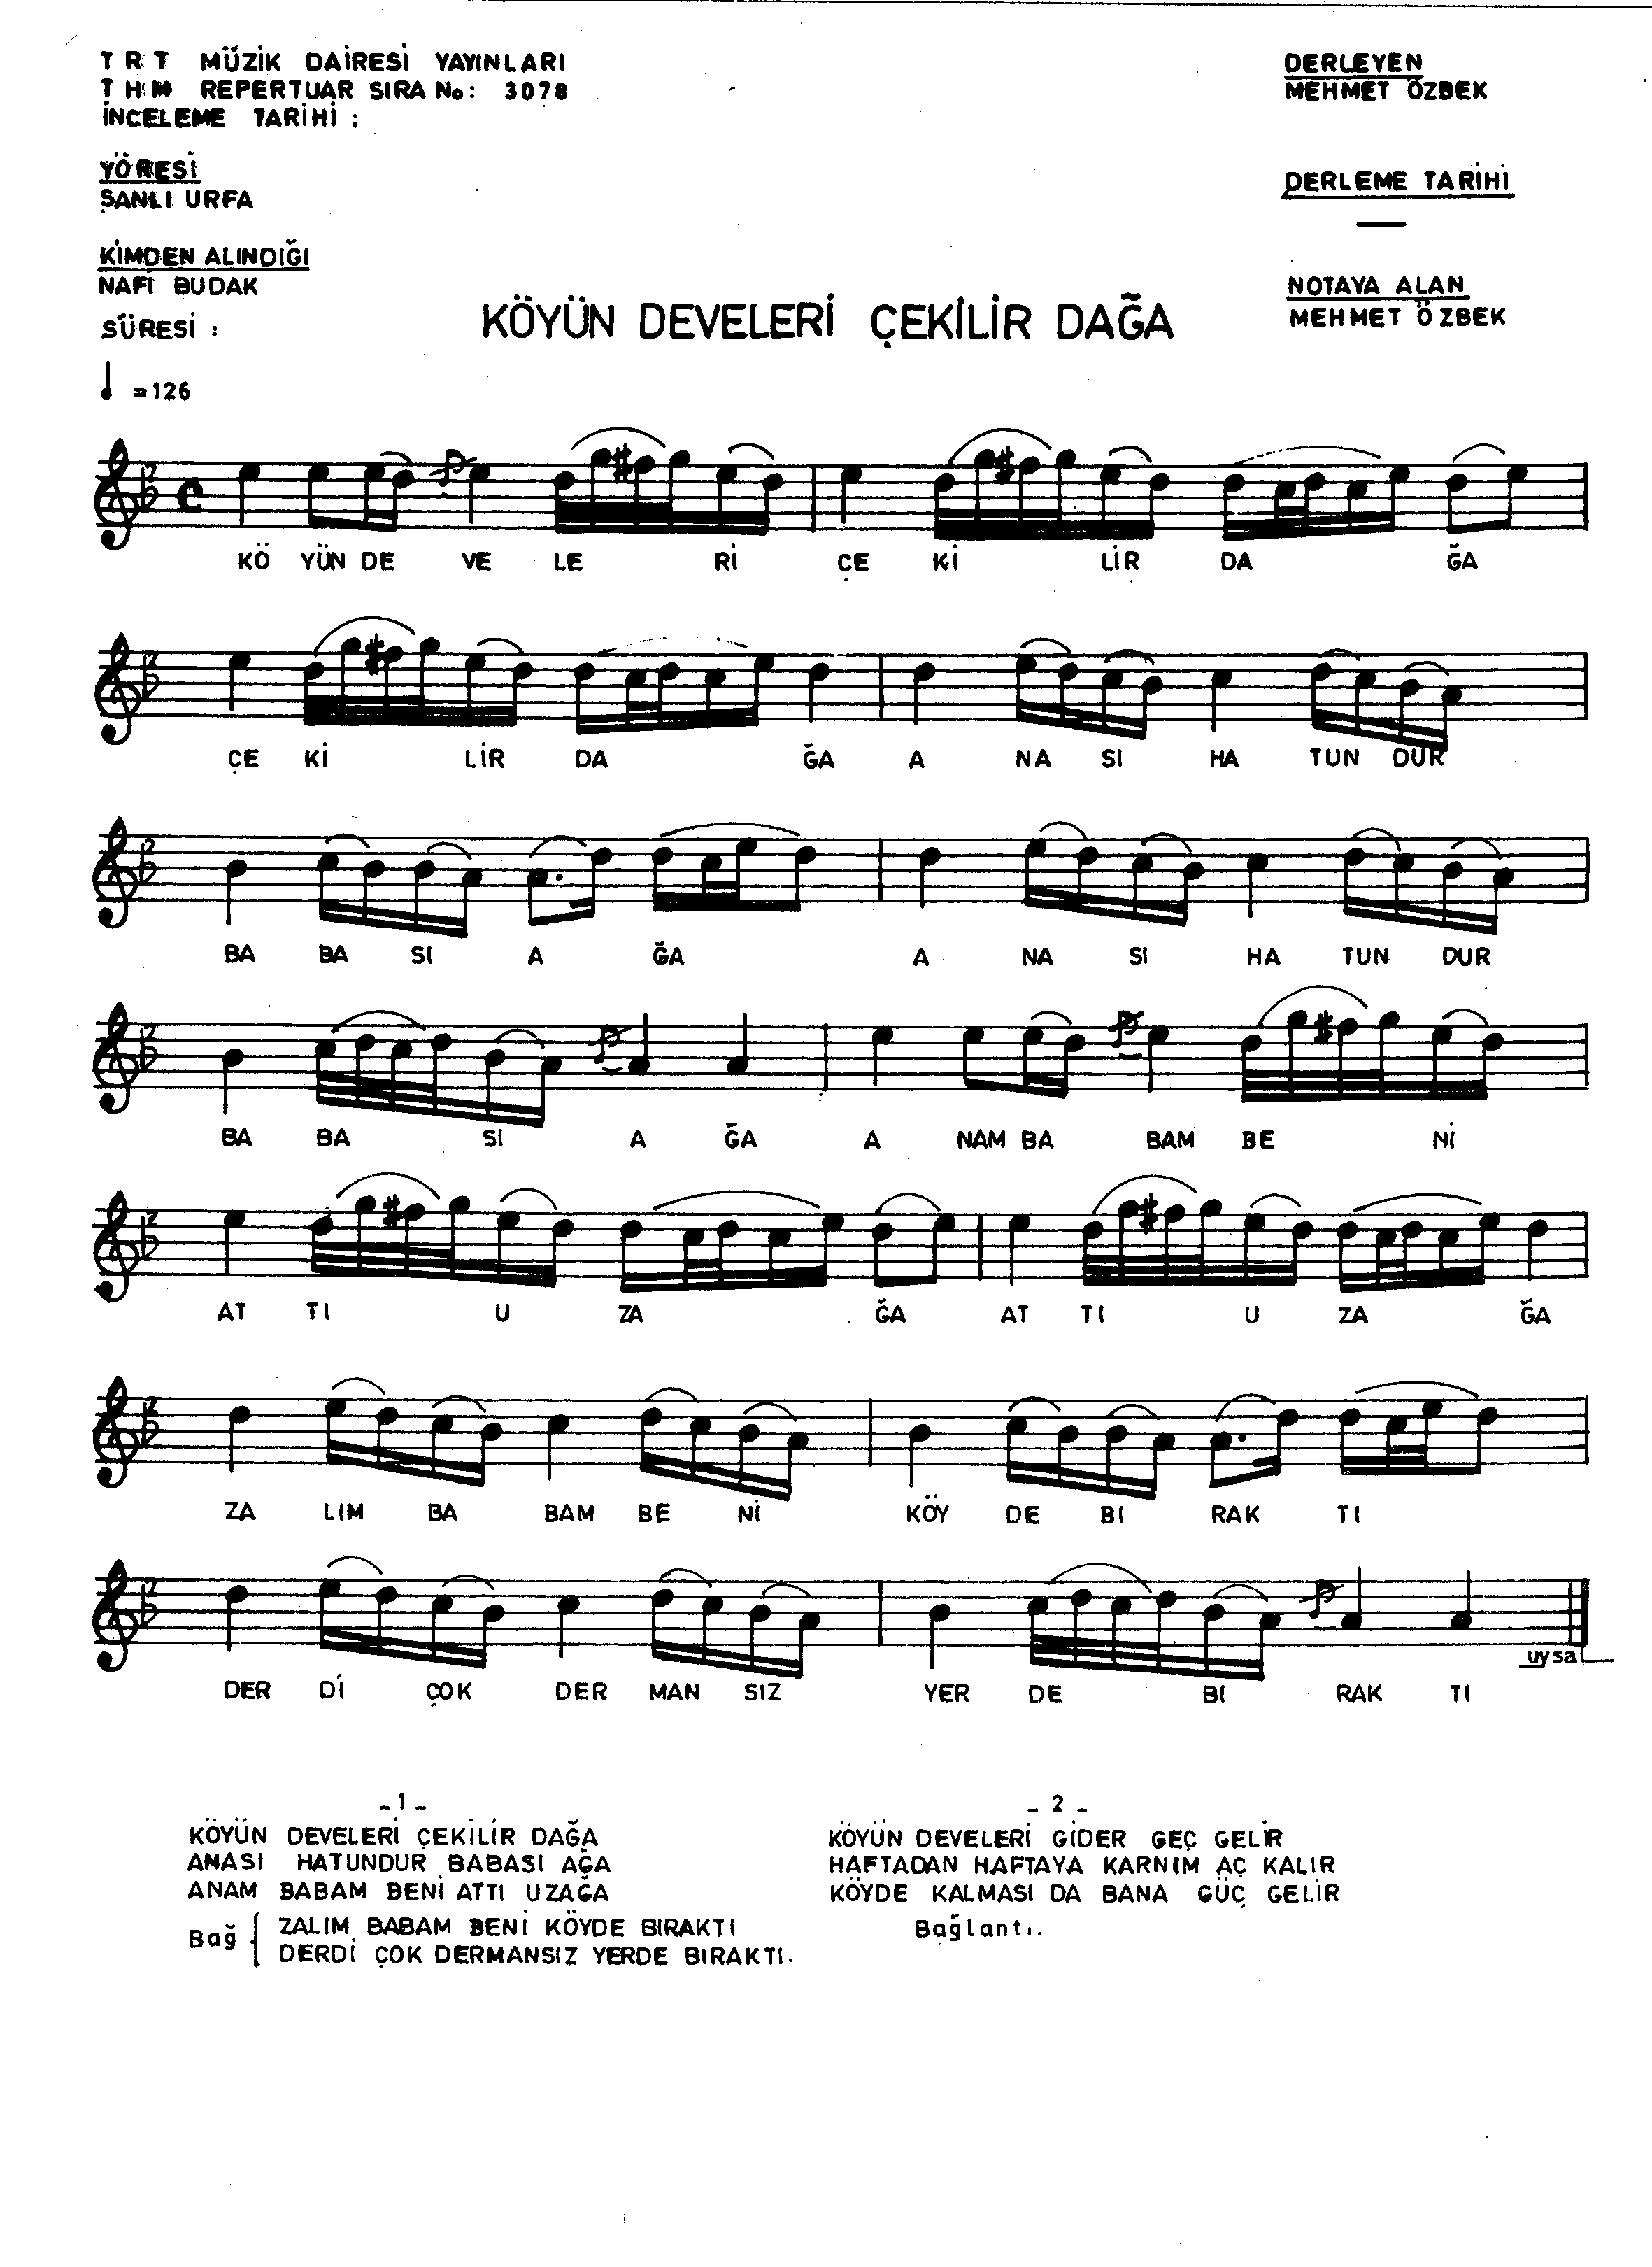 TRT MÜZİK DAİRESİ YAYINLARI
THM REPERTUAR SIRA No: 3078
İNCELEME TARİHİ :
YÖRESİ
ŞANLI URFA
KİMDEN ALINDIĞI
NAFİ BUDAK
SÜRESİ :
DERLEYEN
MEHMET ÖZBEK
DERLEME TARİHİ
—
NOTAYA ALAN
MEHMET ÖZBEK
KÖYÜN DEVELERİ ÇEKİLİR DAĞA
=126
KÖ YÜN DE VE LE Rİ ÇE Kİ LİR DA ĞA
ÇE Kİ LİR DA ĞA A NA SI HA TUN DUR
BA BA SI A ĞA A NA SI HA TUN DUR
BA BA SI A ĞA A NAM BA BAM BE Nİ
AT TI U ZA ĞA AT TI U ZA ĞA
ZA LIM BA BAM BE Nİ KÖY DE BI RAK TI
uysal
DER Dİ ÇOK DER MAN SIZ YER DE BI RAK TI
-1-
KÖYÜN DEVELERİ ÇEKİLİR DAĞA
ANASI HATUNDUR BABASI AĞA
ANAM BABAM BENİ ATTI UZAĞA
Bağ { ZALIM BABAM BENİ KÖYDE BIRAKTI
DERDİ ÇOK DERMANSIZ YERDE BIRAKTI.
- 2 -
KÖYÜN DEVELERİ GİDER GEÇ GELİR
HAFTADAN HAFTAYA KARNIM AÇ KALIR
KÖYDE KALMASI DA BANA GÜÇ GELİR
Bağlantı.